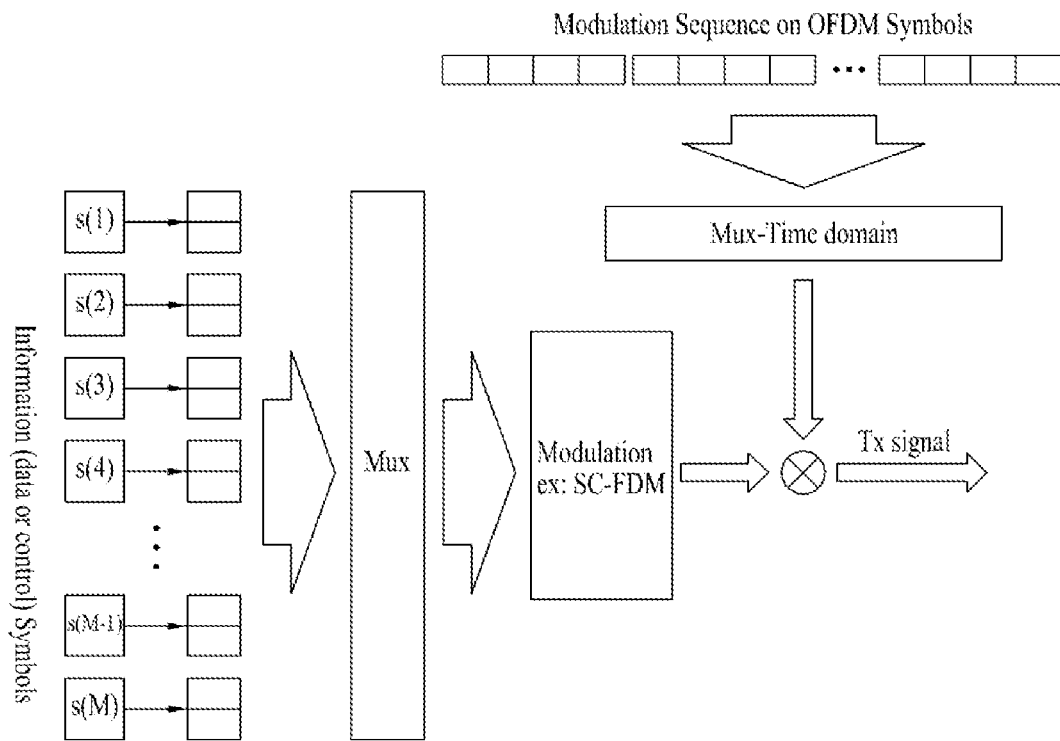 Modulation Sequence on OFDM Symbols
Mux-Time domain
Information (data or control) Symbols
s(1)
s(2)
s(3)
s(4)
s(M-1)
s(M)
Mux
Modulation
ex: SC-FDM
Tx signal